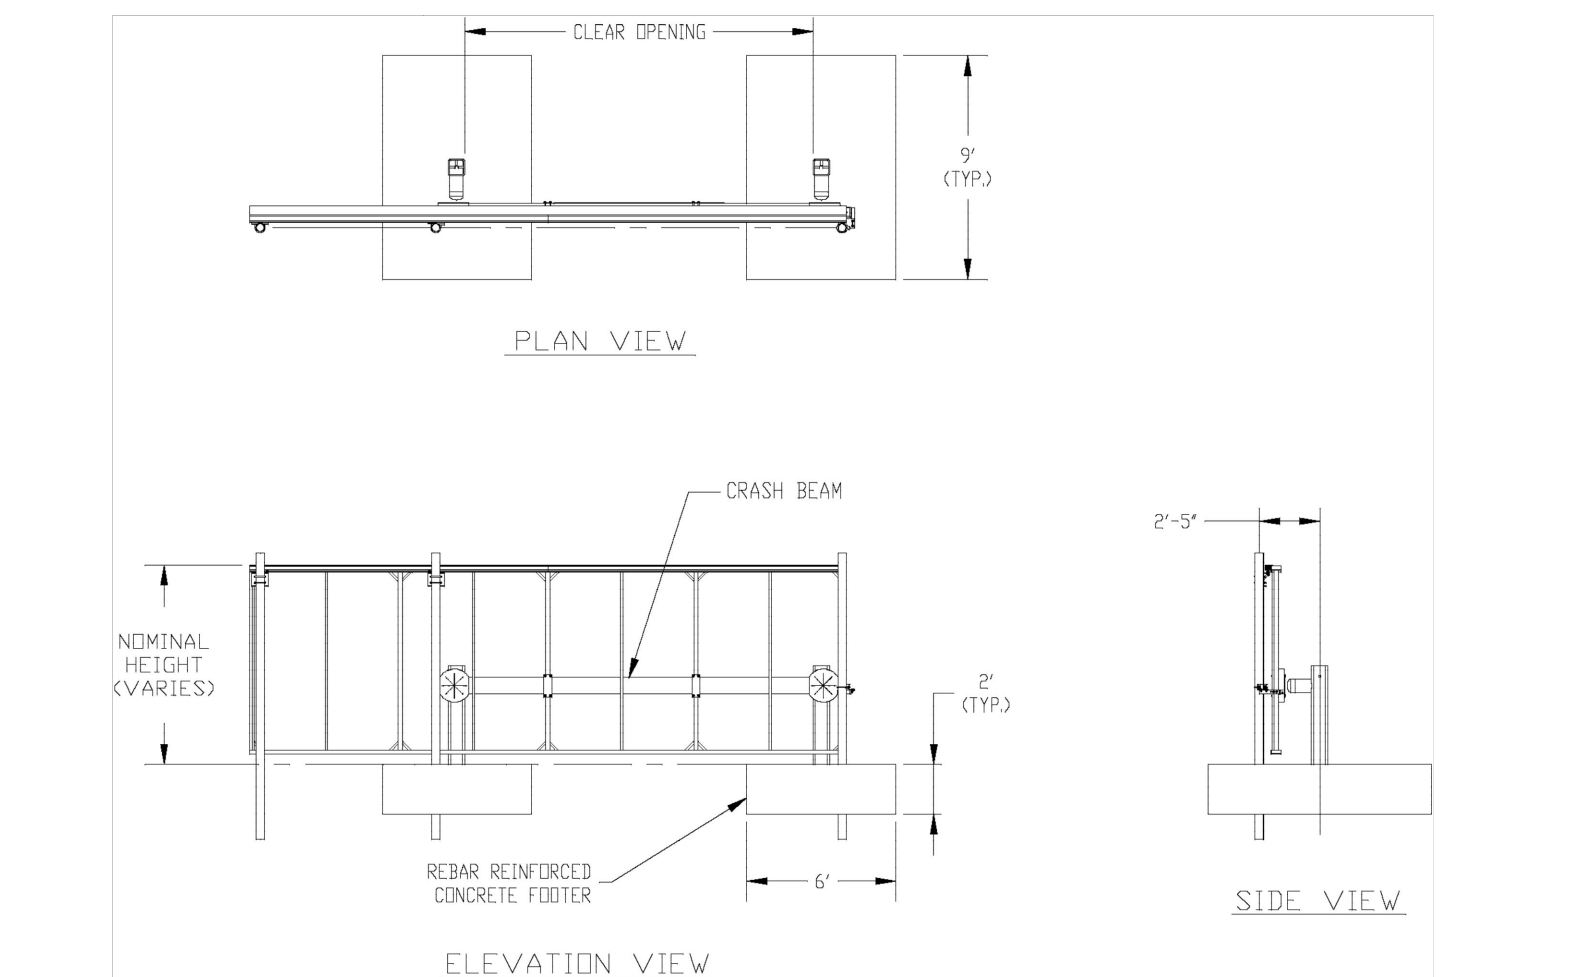 CLEAR OPENING
9'
(TYP.)
PLAN VIEW
CRASH BEAM
2'-5"
NOMINAL
HEIGHT
(VARIES)
2'
(TYP.)
REBAR REINFORCED
CONCRETE FOOTER
6'
SIDE VIEW
ELEVATION VIEW